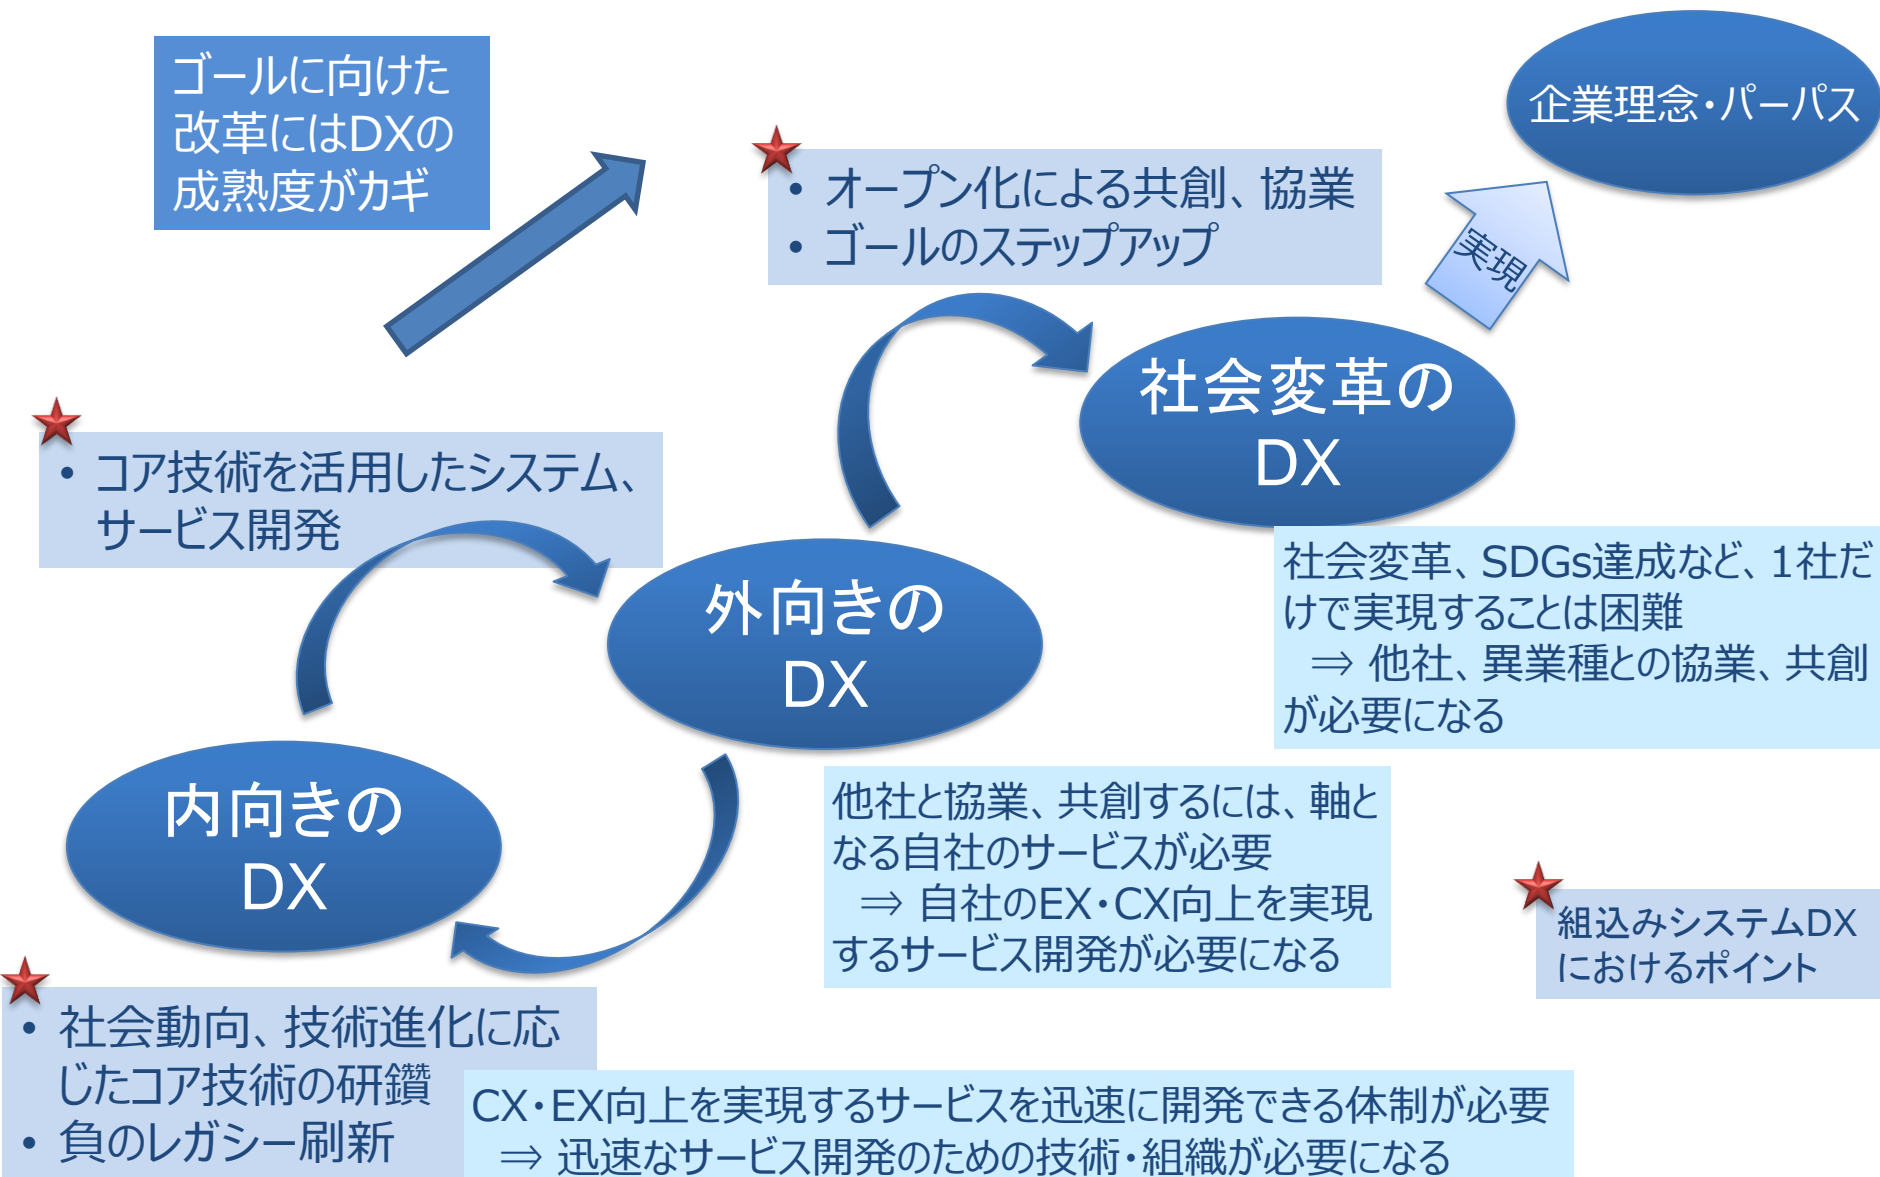 ゴールに向けた
改革にはDXの
成熟度がカギ
企業理念・パーパス
• オープン化による共創、協業
• ゴールのステップアップ
実現
社会変革の
DX
• コア技術を活用したシステム、
サービス開発
外向きの
DX
社会変革、SDGs達成など、1社だ
けで実現することは困難
⇒ 他社、異業種との協業、共創
が必要になる
内向きの
DX
他社と協業、共創するには、軸と
なる自社のサービスが必要
⇒ 自社のEX・CX向上を実現
するサービス開発が必要になる
組込みシステムDX
におけるポイント
• 社会動向、技術進化に応
じたコア技術の研鑽
• 負のレガシー刷新
CX・EX向上を実現するサービスを迅速に開発できる体制が必要
⇒ 迅速なサービス開発のための技術・組織が必要になる